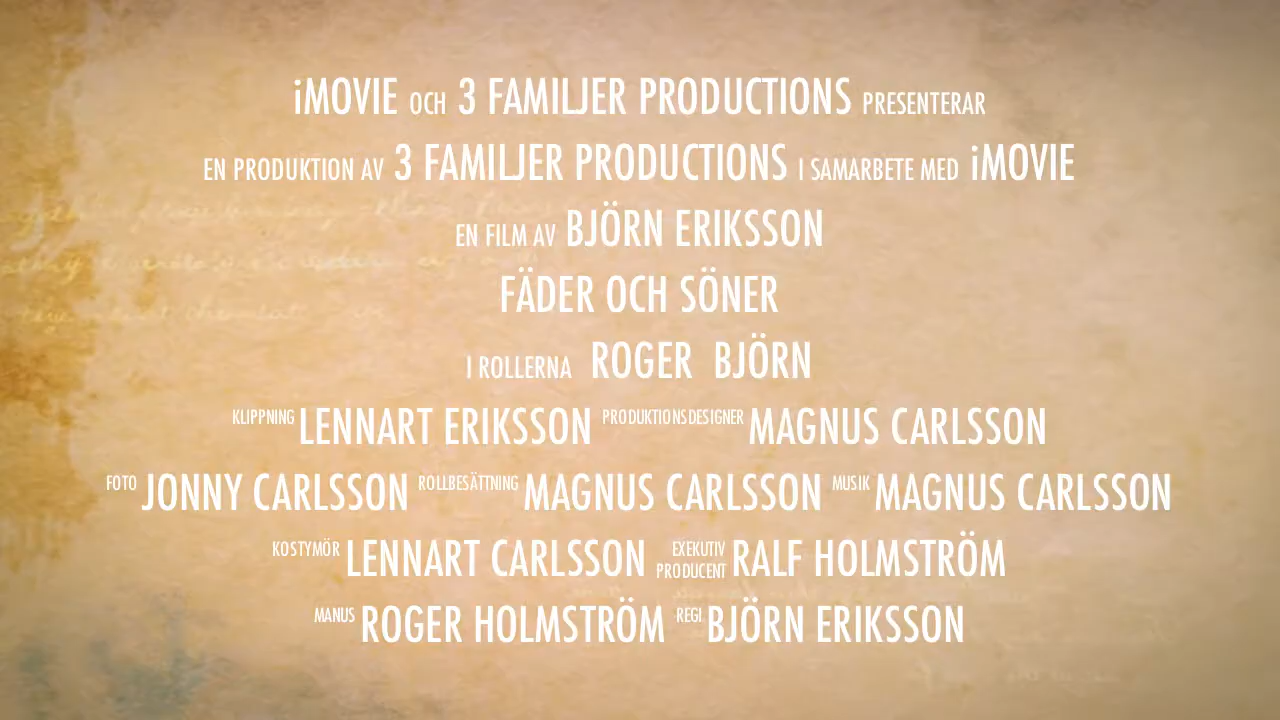 iMOVIE OCH 3 FAMILJER PRODUCTIONS PRESENTERAR
EN PRODUKTION AV 3 FAMILJER PRODUCTIONS I SAMARBETE MED iMOVIE
EN FILM AV BJÖRN ERIKSSON
FÄDER OCH SÖNER
I ROLLERNA ROGER BJÖRN
KLIPPNING LENNART ERIKSSON PRODUKTIONSDESIGNER MAGNUS CARLSSON
FOTO JONNY CARLSSON ROLLBESÄTTNING MAGNUS CARLSSON MUSIK MAGNUS CARLSSON
KOSTYMÖR LENNART CARLSSON EXEKUTIV PRODUCENT RALF HOLMSTRÖM
MANUS ROGER HOLMSTRÖM REGI BJÖRN ERIKSSON